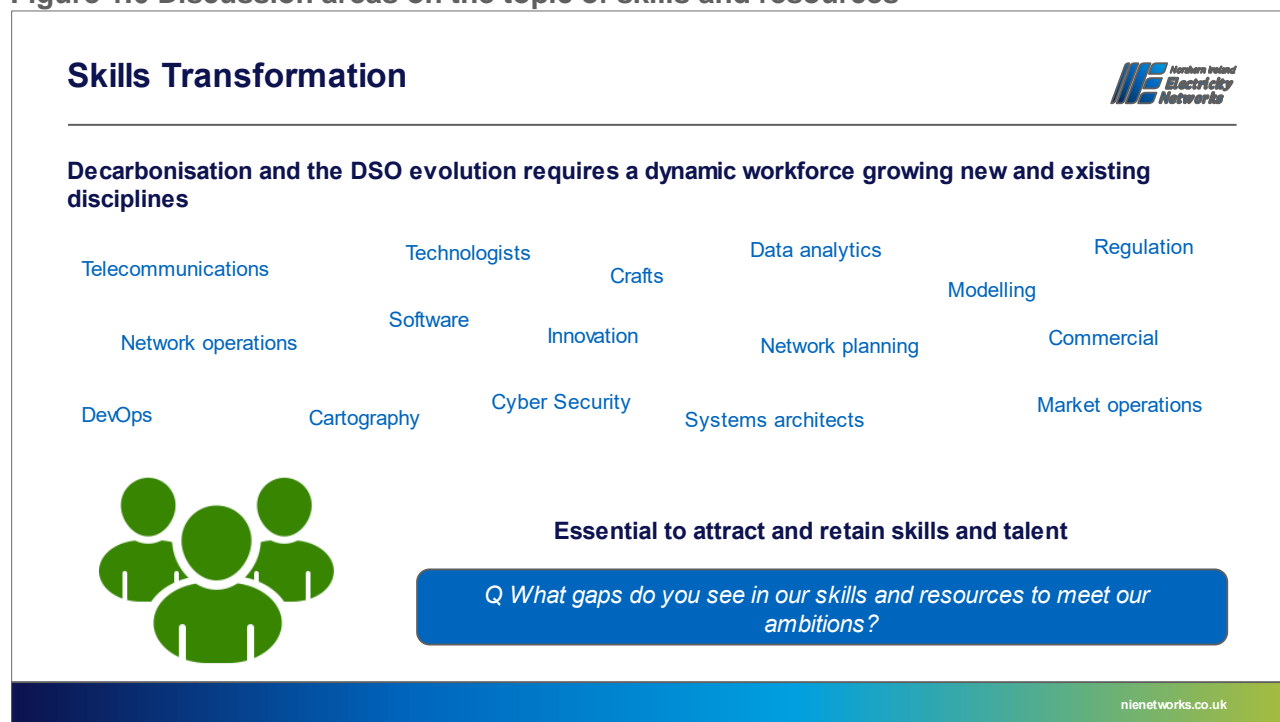 Skills Transformation
Northern Ireland
Electricity
Networks
Decarbonisation and the DSO evolution requires a dynamic workforce growing new and existing
disciplines
Telecommunications
Technologists
Crafts
Data analytics
Modelling
Regulation
Network operations
Software
Innovation
Network planning
Commercial
DevOps
Cartography
Cyber Security
Systems architects
Market operations
Essential to attract and retain skills and talent
Q What gaps do you see in our skills and resources to meet our
ambitions?
nienetworks.co.uk